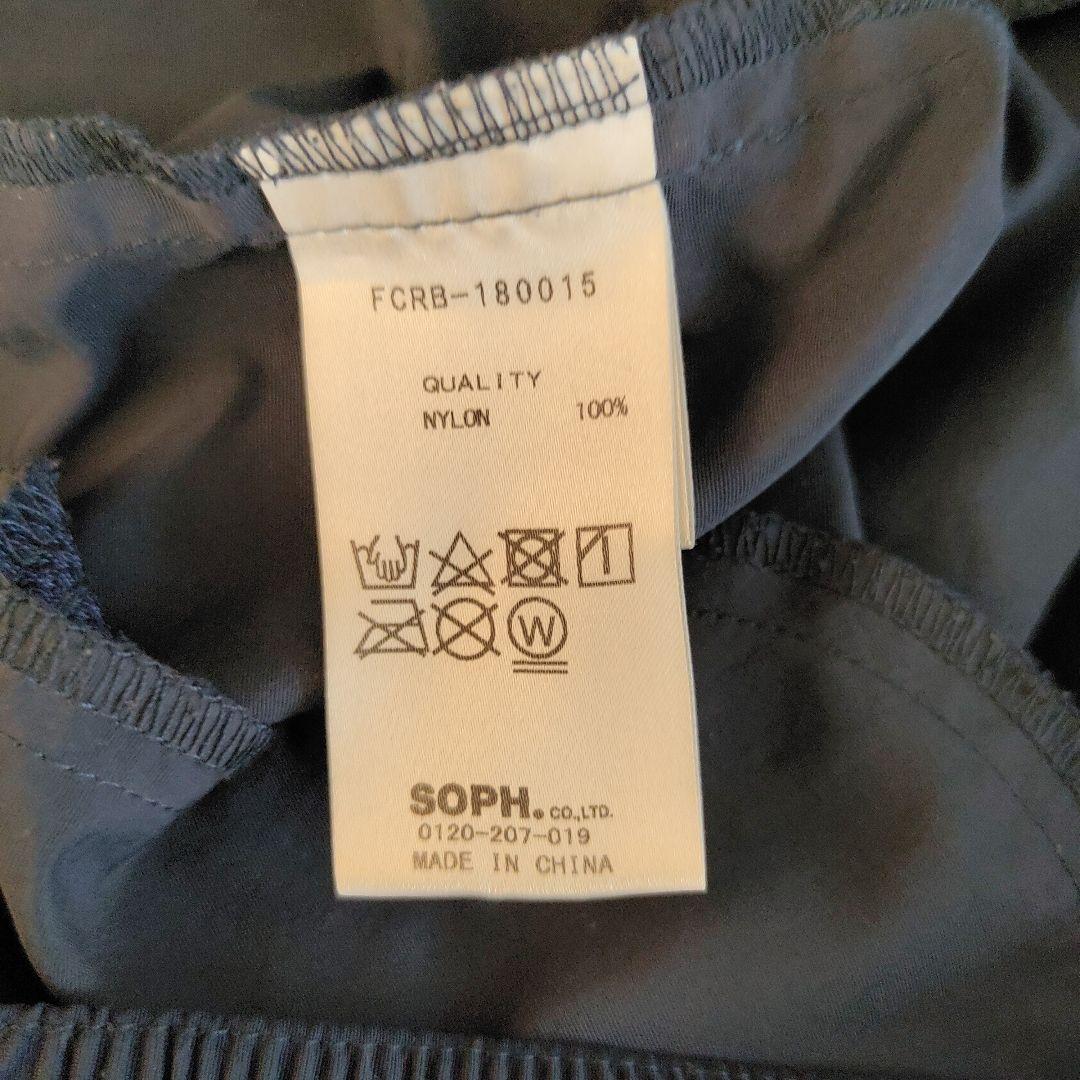 FCRB-180015
QUALITY
NYLON 100%
W
SOPH. CO.,LTD.
0120-207-019
MADE IN CHINA